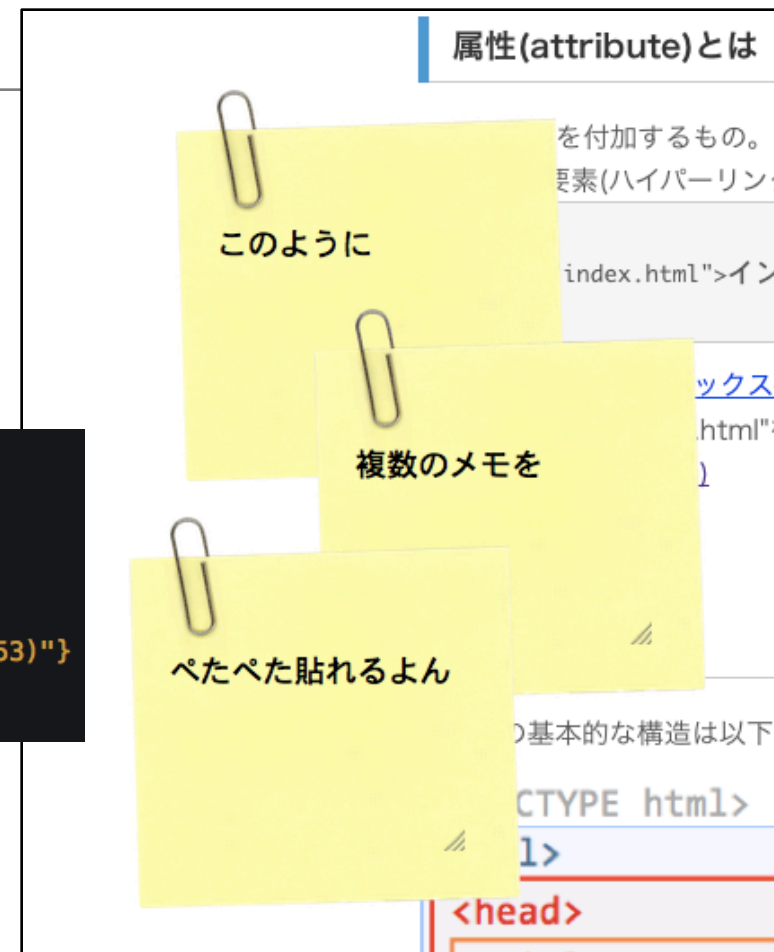 属性(attribute)とは
を付加するもの。
要素(ハイパーリン
このように
index.html">イン
ックス
.html"
)
複数のメモを
53)"}
ぺたぺた貼れるよん
の基本的な構造は以下
CTYPE html>
l>
<head>